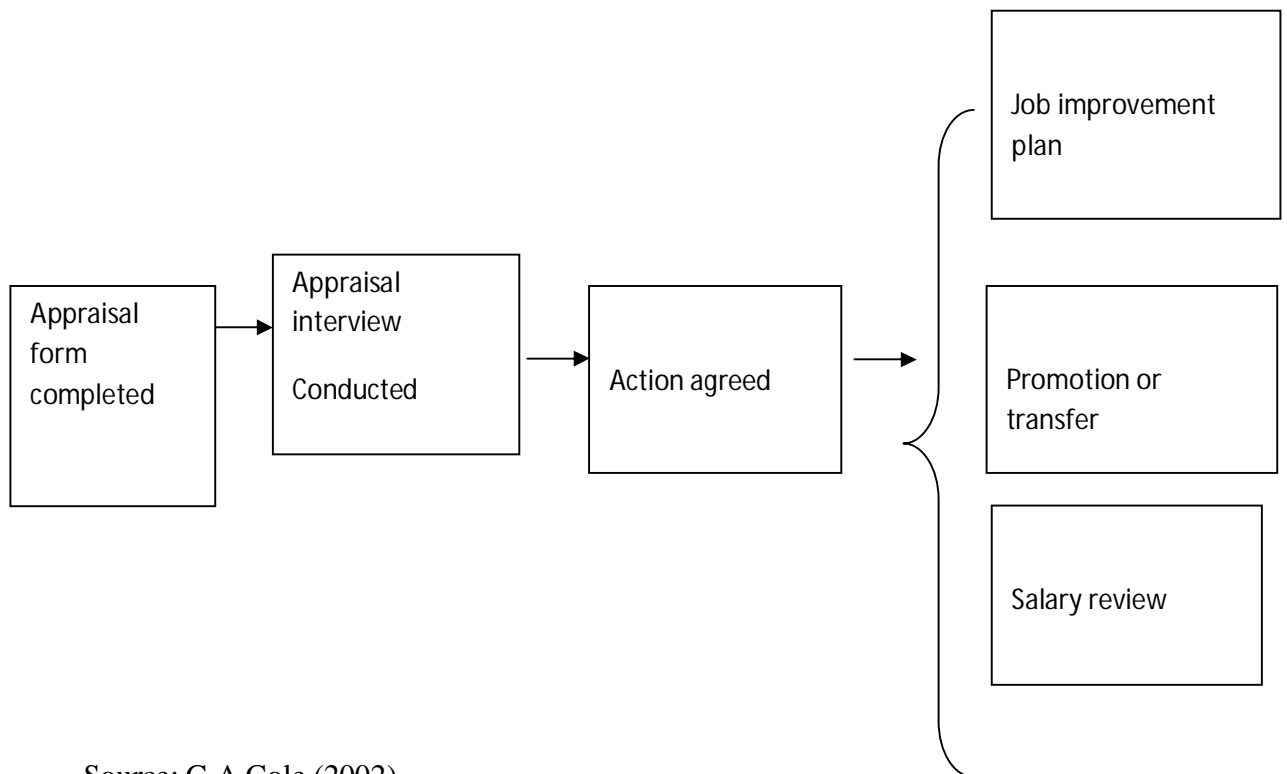 Appraisal
form
completed
Appraisal
interview
Conducted
Action agreed
Job improvement
plan
Promotion or
transfer
Salary review
Source: G.A Cole (2002)